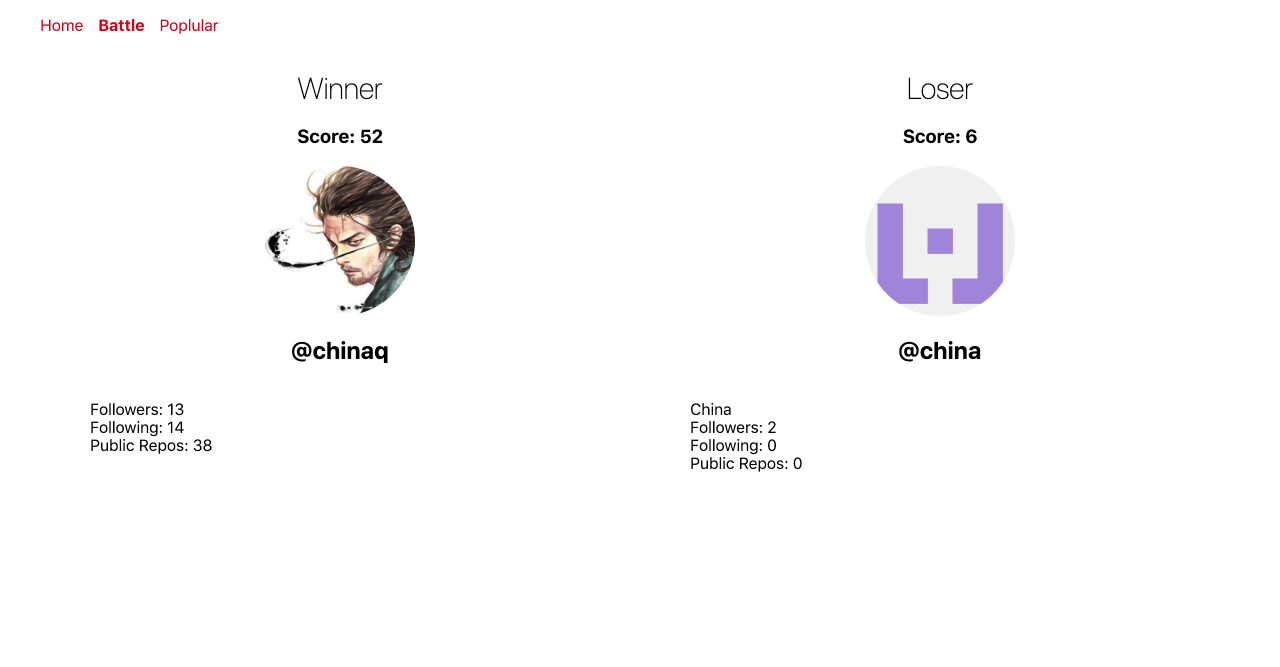 Home Battle Poplular
Winner
Score: 52
@chinaq
Followers: 13
Following: 14
Public Repos: 38
Loser
Score: 6
@china
China
Followers: 2
Following: 0
Public Repos: 0